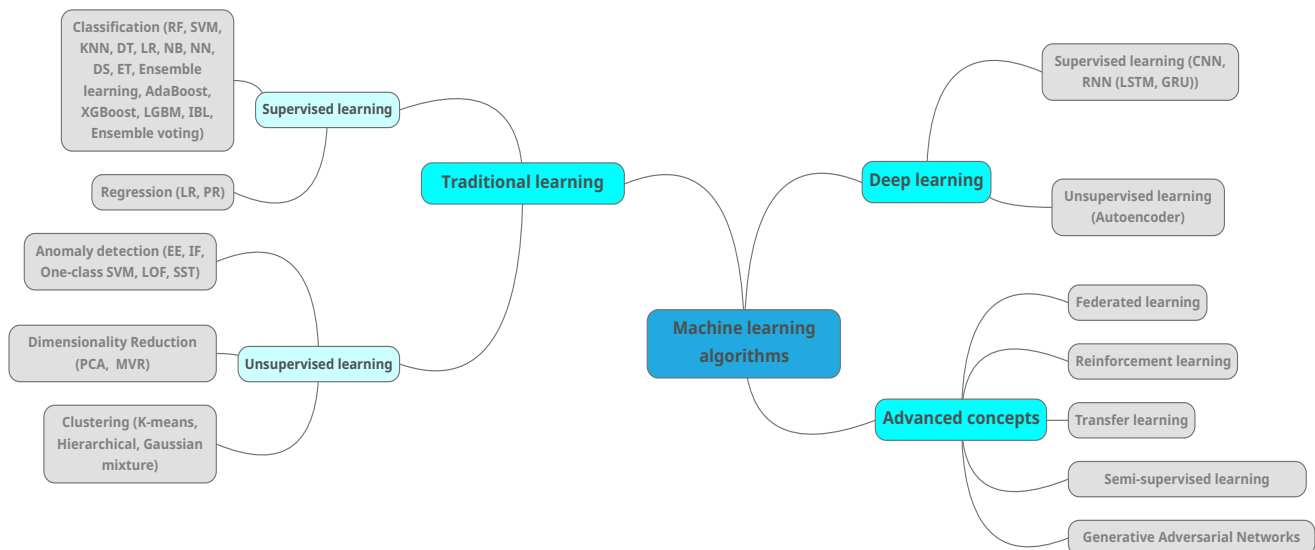 Classification (RF, SVM,
KNN, DT, LR, NB, NN,
DS, ET, Ensemble
learning, AdaBoost,
XGBoost, LGBM, IBL,
Ensemble voting)
Supervised learning
Regression (LR, PR)
Traditional learning
Anomaly detection (EE, IF,
One-class SVM, LOF, SST)
Dimensionality Reduction
(PCA, MVR)
Unsupervised learning
Clustering (K-means,
Hierarchical, Gaussian
mixture)
Machine learning
algorithms
Supervised learning (CNN,
RNN (LSTM, GRU))
Deep learning
Unsupervised learning
(Autoencoder)
Federated learning
Reinforcement learning
Advanced concepts
Transfer learning
Semi-supervised learning
Generative Adversarial Networks